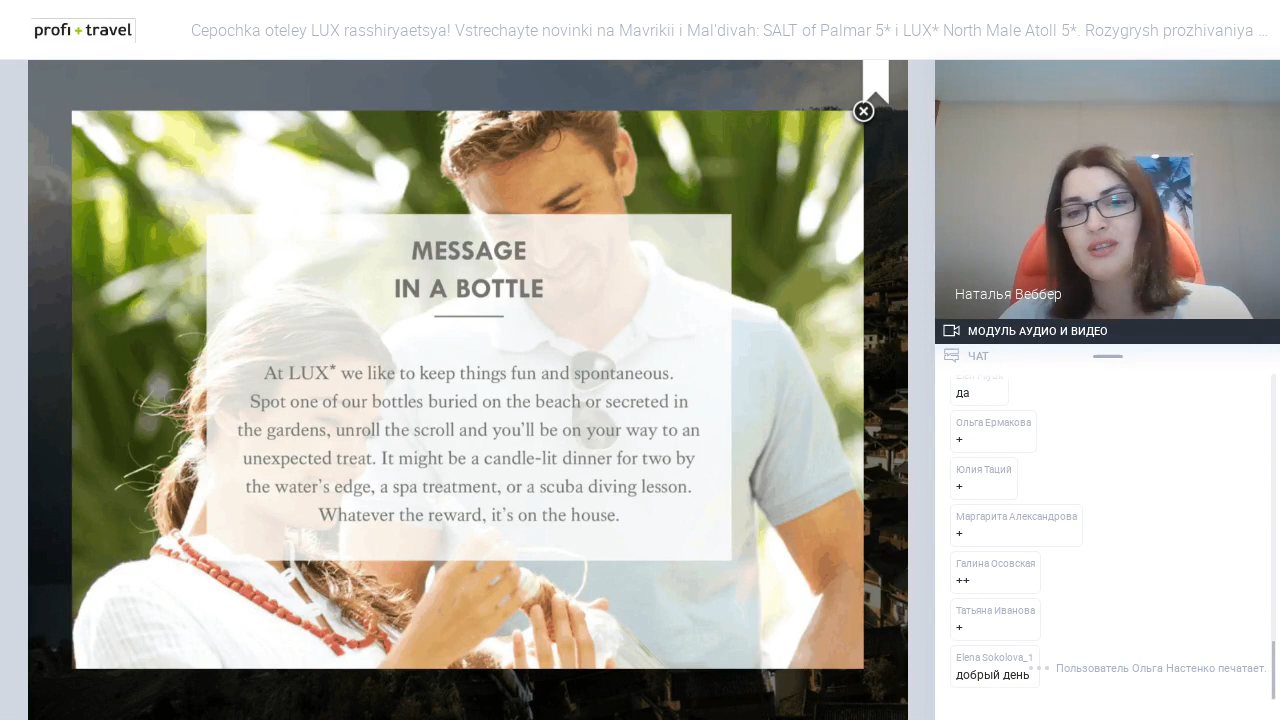 profi + travel
Cepochka oteley LUX rasshiryaetsya! Vstrechayte novinki na Mavrikii i Mal'divah: SALT of Palmar 5* i LUX* North Male Atoll 5*. Rozygrysh prozhivaniya ...
MESSAGE
IN A BOTTLE
At LUX* we like to keep things fun and spontaneous.
Spot one of our bottles buried on the beach or secreted in
the gardens, unroll the scroll and you'll be on your way to an
unexpected treat. It might be a candle-lit dinner for two by
the water's edge, a spa treatment, or a scuba diving lesson.
Whatever the reward, it's on the house.
Наталья Веббер
МОДУЛЬ АУДИО И ВИДЕО
ЧАТ
да
Ольга Ермакова
+
Юлия Таций
+
Маргарита Александрова
+
Галина Осовская
++
Татьяна Иванова
+
Elena Sokolova_1
добрый день
Пользователь Ольга Настенко печатает.